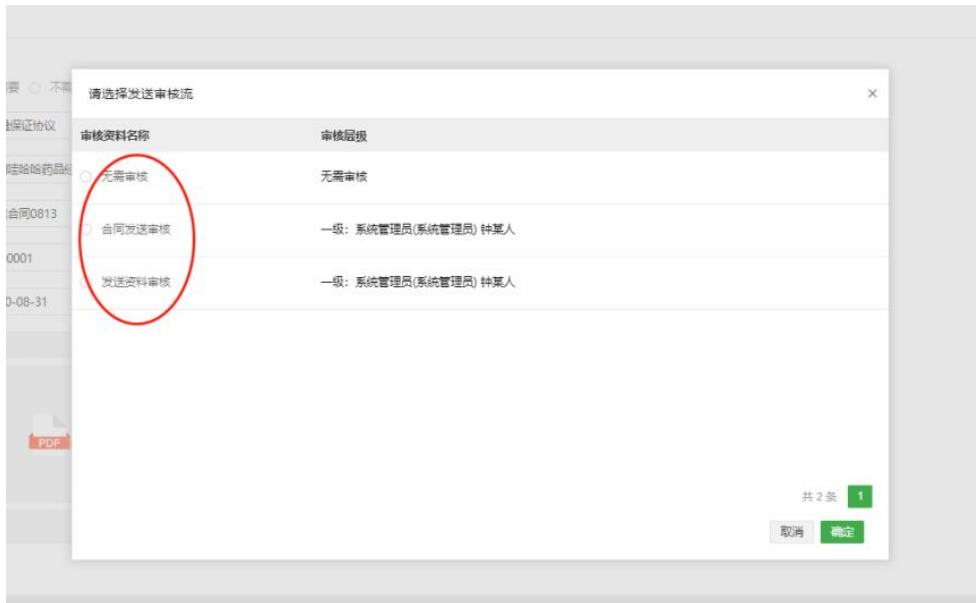 要 不需
请选择发送审核流
保证协议
审核资料名称 审核层级
哇哈哈药品经
无需审核 无需审核
合同0813
合同发送审核 一级：系统管理员(系统管理员) 钟某人
0001
发送资料审核 一级：系统管理员(系统管理员) 钟某人
0-08-31
PDF
共 2 条 1
取消 确定